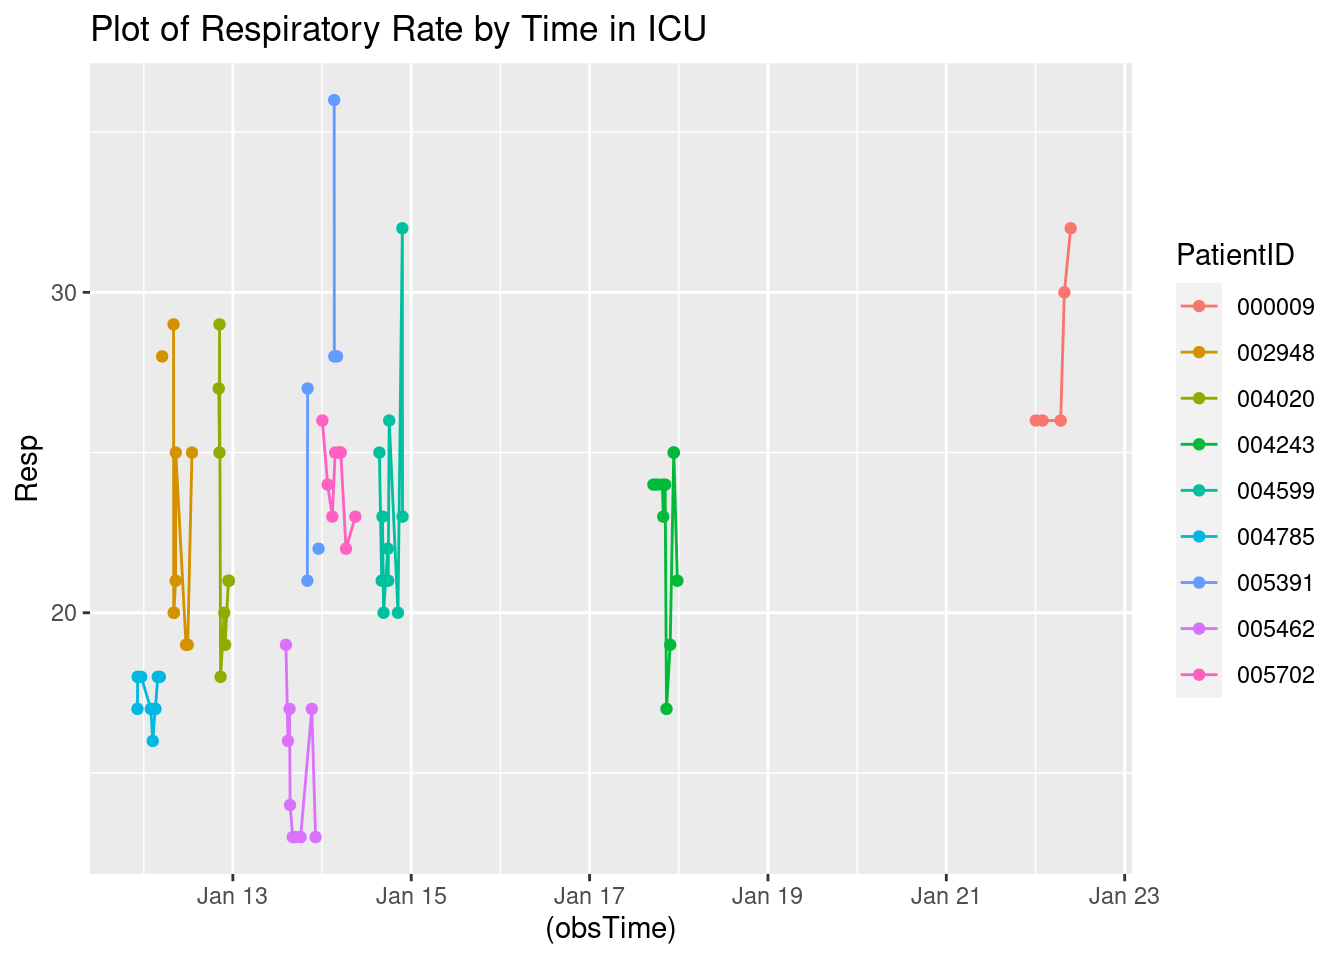 Plot of Respiratory Rate by Time in ICU
Resp
30
20
Jan 13
Jan 15
Jan 17
Jan 19
Jan 21
Jan 23
(obsTime)
PatientID
000009
002948
004020
004243
004599
004785
005391
005462
005702